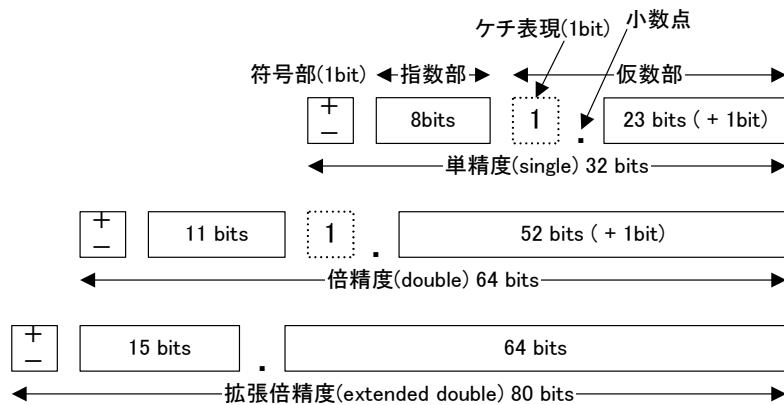 ケチ表現(1bit) 小数点
符号部(1bit) 指数部 仮数部
+
−
8bits 1 . 23 bits ( + 1bit)
単精度(single) 32 bits
+
−
11 bits 1 . 52 bits ( + 1bit)
倍精度(double) 64 bits
+
−
15 bits . 64 bits
拡張倍精度(extended double) 80 bits